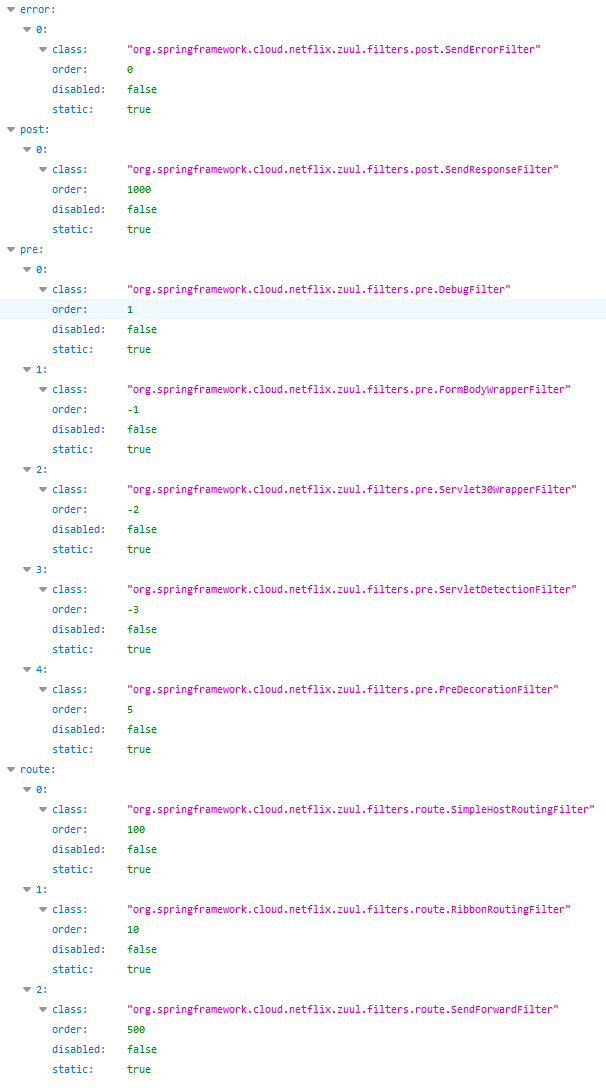 error:
0:
class: "org.springframework.cloud.netflix.zuul.filters.post.SendErrorFilter"
order: 0
disabled: false
static: true
post:
0:
class: "org.springframework.cloud.netflix.zuul.filters.post.SendResponseFilter"
order: 1000
disabled: false
static: true
pre:
0:
class: "org.springframework.cloud.netflix.zuul.filters.pre.DebugFilter"
order: 1
disabled: false
static: true
1:
class: "org.springframework.cloud.netflix.zuul.filters.pre.FormBodyWrapperFilter"
order: -1
disabled: false
static: true
2:
class: "org.springframework.cloud.netflix.zuul.filters.pre.Servlet30WrapperFilter"
order: -2
disabled: false
static: true
3:
class: "org.springframework.cloud.netflix.zuul.filters.pre.ServletDetectionFilter"
order: -3
disabled: false
static: true
4:
class: "org.springframework.cloud.netflix.zuul.filters.pre.PreDecorationFilter"
order: 5
disabled: false
static: true
route:
0:
class: "org.springframework.cloud.netflix.zuul.filters.route.SimpleHostRoutingFilter"
order: 100
disabled: false
static: true
1:
class: "org.springframework.cloud.netflix.zuul.filters.route.RibbonRoutingFilter"
order: 10
disabled: false
static: true
2:
class: "org.springframework.cloud.netflix.zuul.filters.route.SendForwardFilter"
order: 500
disabled: false
static: true